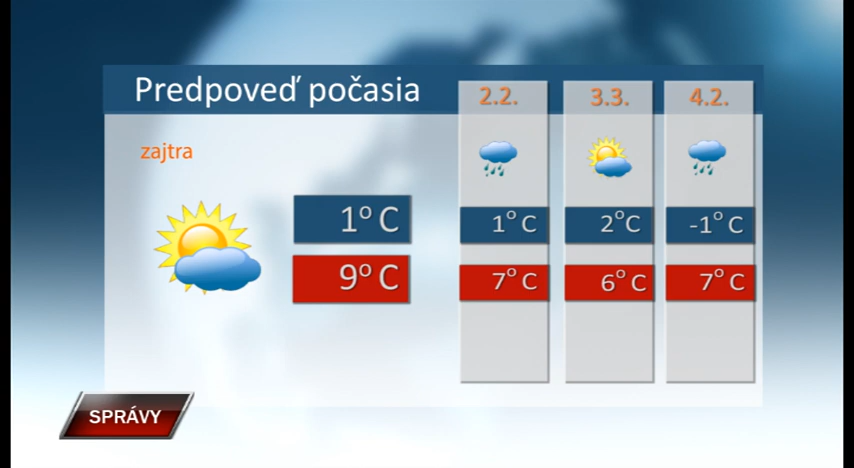 Predpoveď počasia
zajtra
1° C
9° C
2.2.
1° C
7° C
3.3.
2°C
6° C
4.2.
-1° C
7° C
SPRÁVY